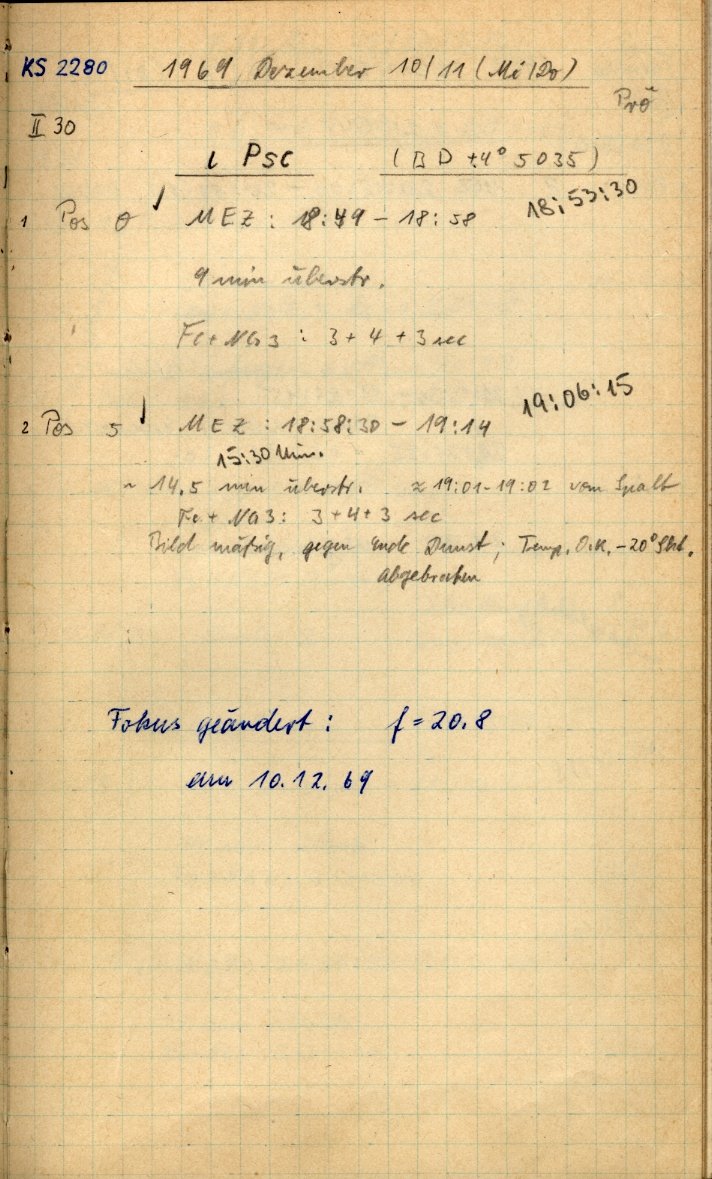 KS 2280 1969 Dezember 10/11 (Mi/Do)
Prö
II 30
ι Psc (BD +4° 5035)
1 Pos 0 MEZ: 18:49 - 18:58 18:53:30
9 min überstr.
Fe + Na3 : 3 + 4 + 3 sec
2 Pos 5 MEZ : 18:58:30 - 19:14 19:06:15
15:30 Min.
~ 14,5 min überstr. ≈ 19:01-19:02 vom Spalt
Fe + Na3: 3+4+3 sec
Bild mäßig, gegen Ende Dunst; Temp. O.K. -20° Skt.
abgebrochen
Fokus geändert: f = 20.8
am 10.12.69